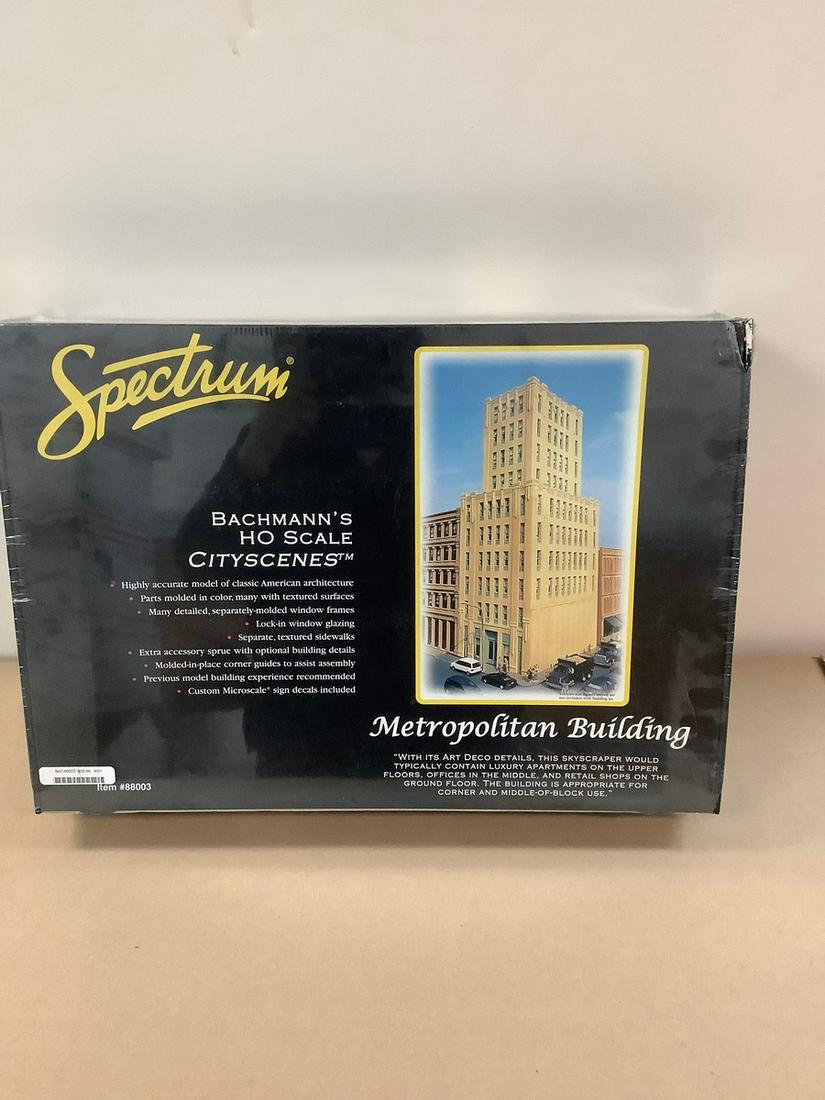 Spectrum®
BACHMANN'S
HO SCALE
CITYSCENES™
• Highly accurate model of classic American architecture
• Parts molded in color, many with textured surfaces
• Many detailed, separately-molded window frames
• Lock-in window glazing
• Separate, textured sidewalks
• Extra accessory sprue with optional building details
• Molded-in-place corner guides to assist assembly
• Previous model building experience recommended
• Custom Microscale® sign decals included
Metropolitan Building
"WITH ITS ART DECO DETAILS, THIS SKYSCRAPER WOULD
TYPICALLY CONTAIN LUXURY APARTMENTS ON THE UPPER
FLOORS, OFFICES IN THE MIDDLE, AND RETAIL SHOPS ON THE
GROUND FLOOR. THE BUILDING IS APPROPRIATE FOR
CORNER AND MIDDLE-OF-BLOCK USE."
Item #88003